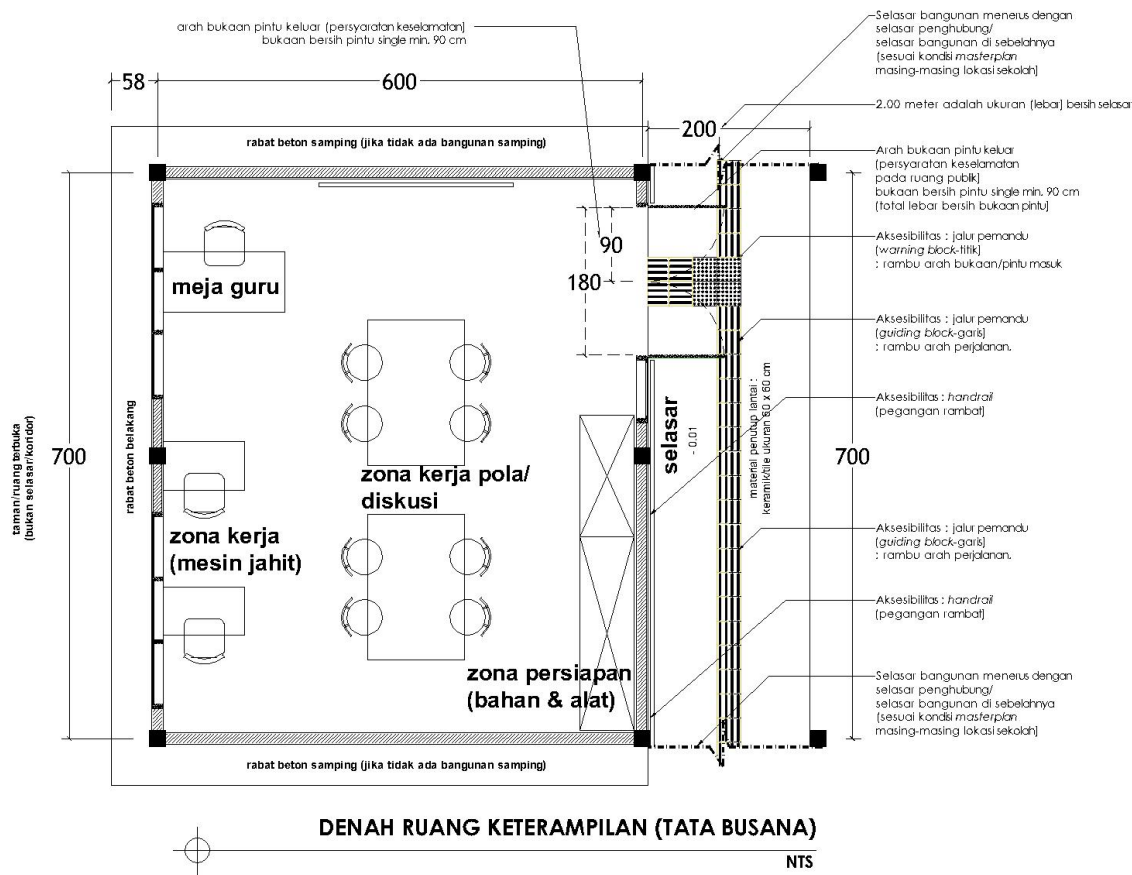 arah bukaan pintu keluar (persyaratan keselamatan)
bukaan bersih pintu single min. 90 cm
Selasar bangunan menerus dengan
selasar penghubung/
selasar bangunan di sebelahnya
(sesuai kondisi masterplan
masing-masing lokasi sekolah)
58
600
200
2.00 meter adalah ukuran (lebar) bersih selasar
rabat beton samping (jika tidak ada bangunan samping)
Arah bukaan pintu keluar
(persyaratan keselamatan
pada ruang publik)
bukaan bersih pintu single min. 90 cm
(total lebar bersih bukaan pintu)
90
180
meja guru
Aksesibilitas : jalur pemandu
(warning block-titik)
: rambu arah bukaan/pintu masuk
Aksesibilitas : jalur pemandu
(guiding block-garis)
: rambu arah perjalanan.
taman/ruang terbuka
(bukan selasar/koridor)
700
rabat beton belakang
zona kerja pola/
diskusi
selasar
- 0.01
material penutup lantai :
keramik/tile ukuran 60 x 60 cm
Aksesibilitas : handrail
(pegangan rambat)
700
zona kerja
(mesin jahit)
Aksesibilitas : jalur pemandu
(guiding block-garis)
: rambu arah perjalanan.
Aksesibilitas : handrail
(pegangan rambat)
zona persiapan
(bahan & alat)
Selasar bangunan menerus dengan
selasar penghubung/
selasar bangunan di sebelahnya
(sesuai kondisi masterplan
masing-masing lokasi sekolah)
rabat beton samping (jika tidak ada bangunan samping)
DENAH RUANG KETERAMPILAN (TATA BUSANA)
NTS